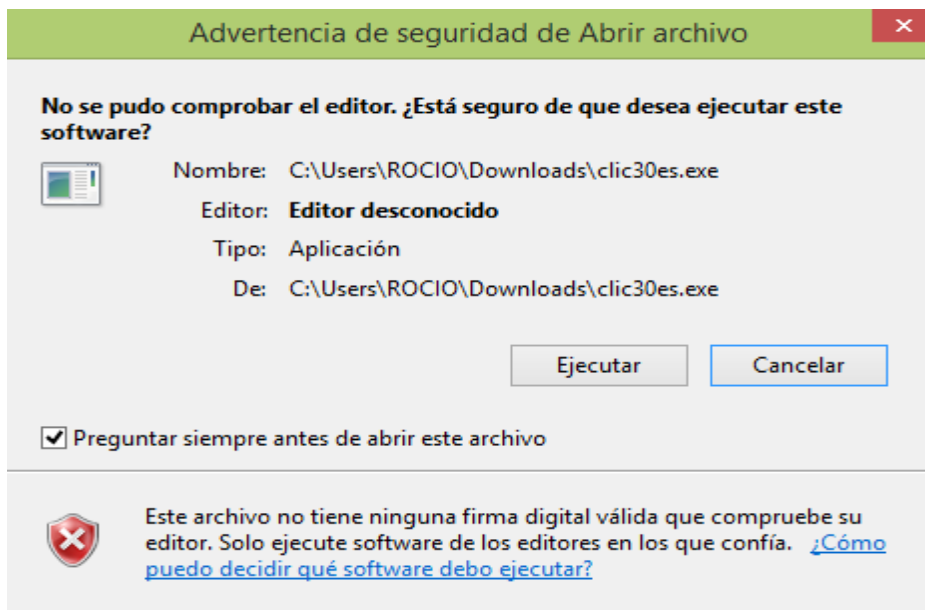 Advertencia de seguridad de Abrir archivo
No se pudo comprobar el editor. ¿Está seguro de que desea ejecutar este
software?
Nombre: C:\Users\ROCIO\Downloads\clic30es.exe
Editor: Editor desconocido
Tipo: Aplicación
De: C:\Users\ROCIO\Downloads\clic30es.exe
Ejecutar Cancelar
Preguntar siempre antes de abrir este archivo
Este archivo no tiene ninguna firma digital válida que compruebe su
editor. Solo ejecute software de los editores en los que confía. ¿Cómo
puedo decidir qué software debo ejecutar?